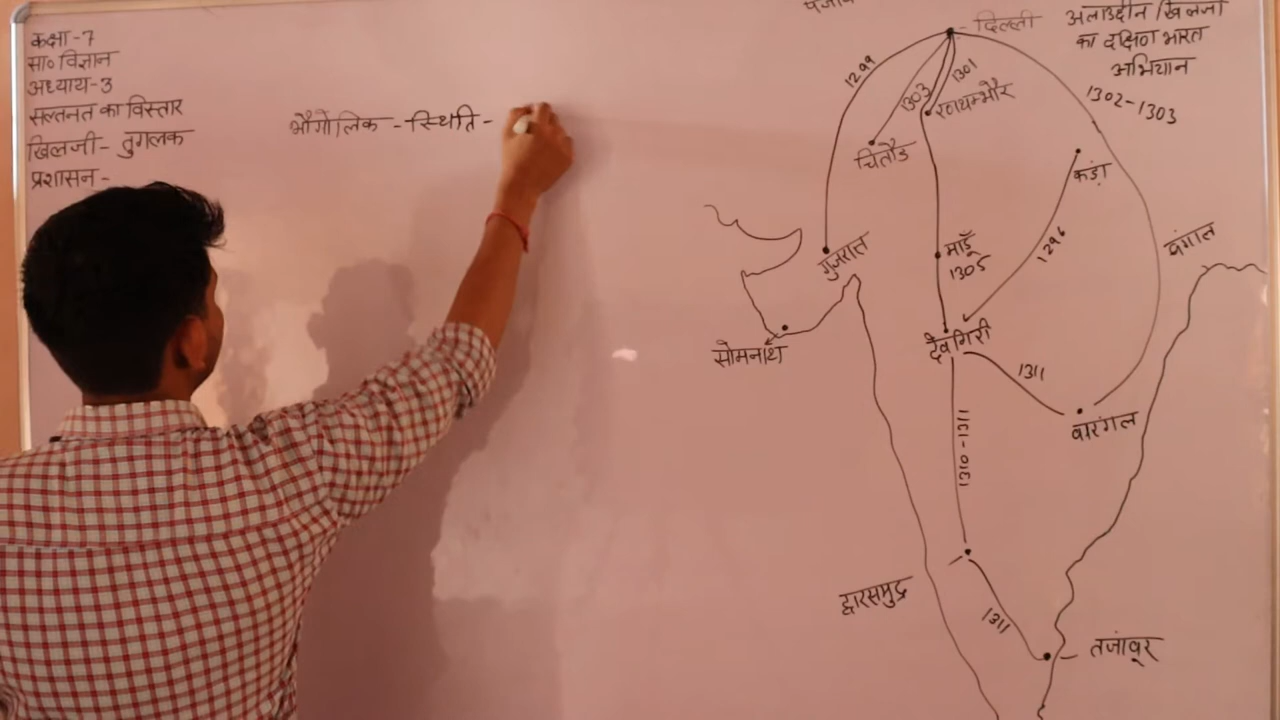 कक्षा-7
सा० विज्ञान
अध्याय-3
सल्तनत का विस्तार
खिलजी- तुगलक
प्रशासन-
भौगोलिक - स्थिति -
पंजाब
दिल्ली
अलाउद्दीन खिलजी
का दक्षिण भारत
अभियान
1302-1303
1299
1303
1301
रणथम्भौर
चितौड
कड़ा
1296
बंगाल
गुजरात
माडूँ
1305
सोमनाथ
देवगिरी
1311
वारंगल
1310-1311
द्वारसमुद्र
1311
तजांवूर